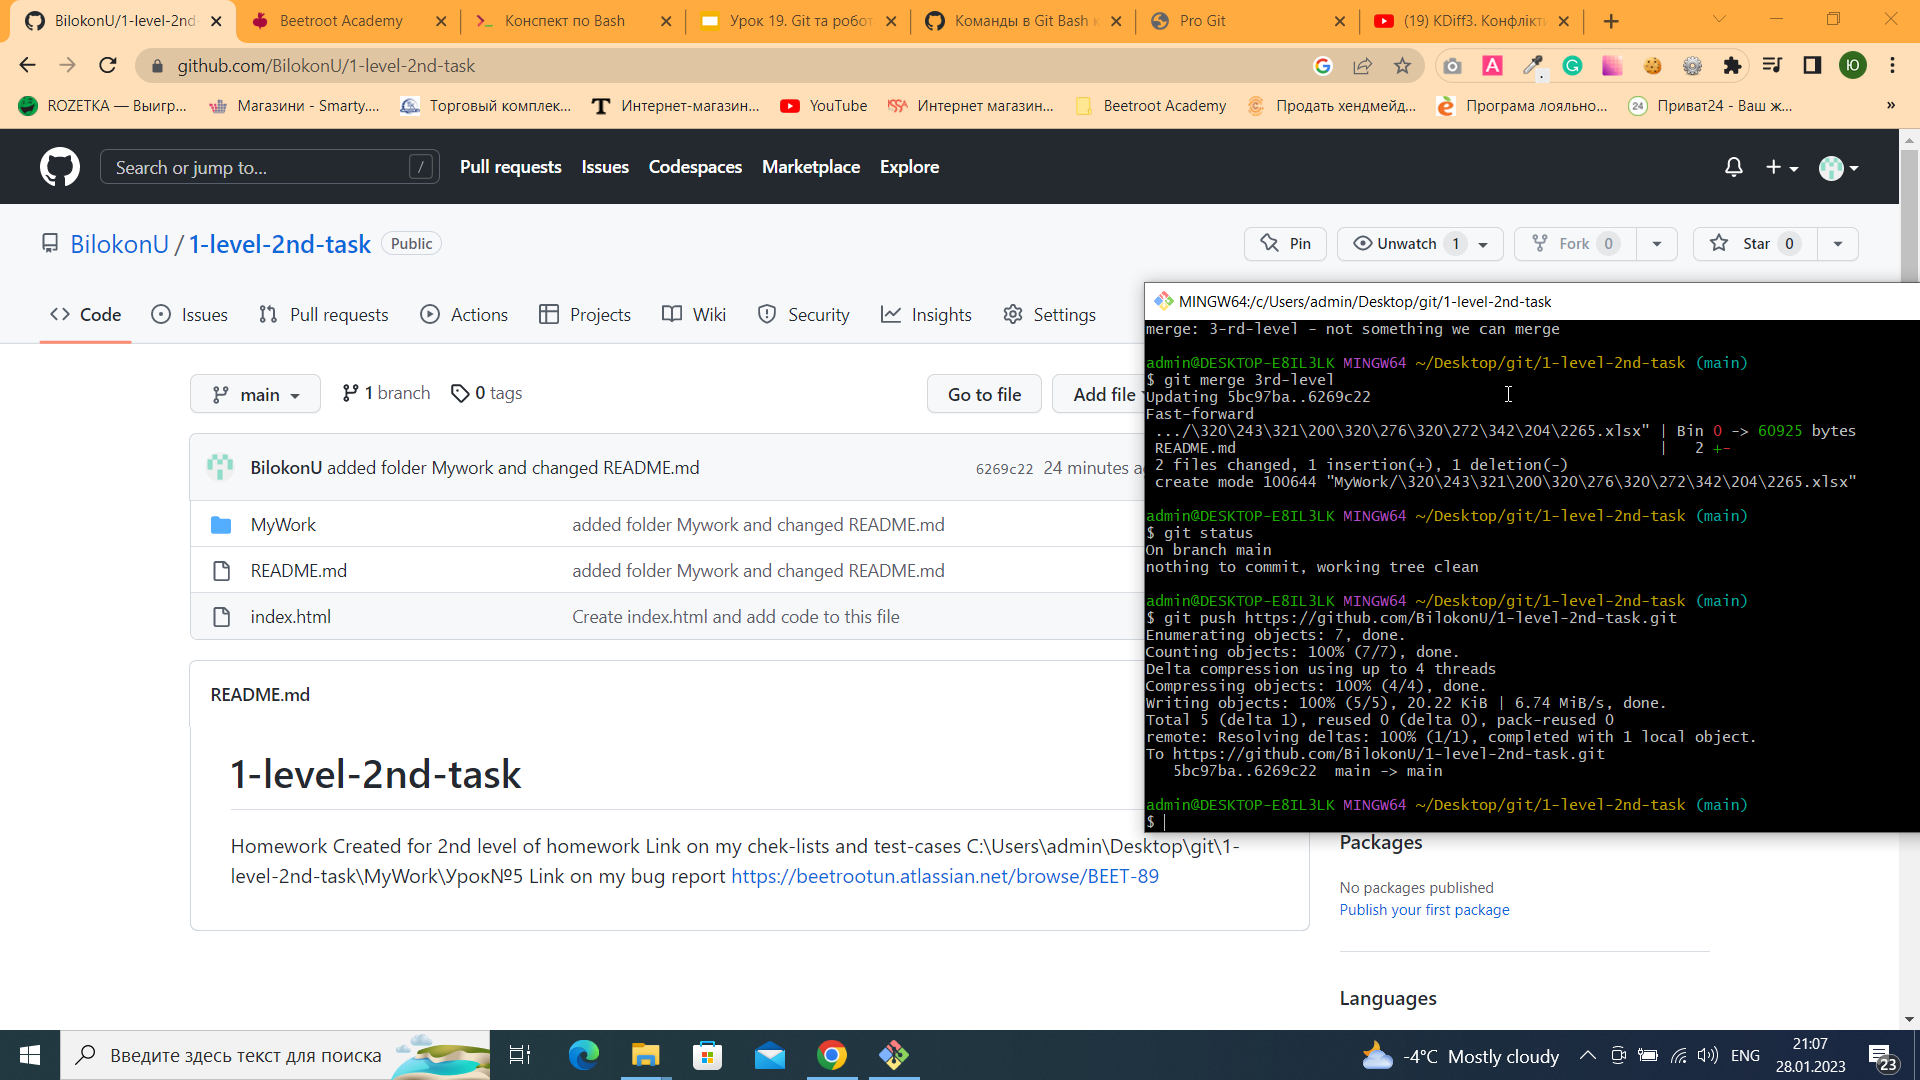 BilokonU/1-level-2nd-
Beetroot Academy
Конспект по Bash
Урок 19. Git та робот
Команды в Git Bash к
Pro Git
(19) KDiff3. Конфлікти
github.com/BilokonU/1-level-2nd-task
Ю
ROZETKA — Выигр...
Магазини - Smarty....
Торговый комплек...
Интернет-магазин...
YouTube
Интернет магазин...
Beetroot Academy
Продать хендмейд...
Програма лояльно...
24 Приват24 - Ваш ж...
»
Search or jump to... /
Pull requests Issues Codespaces Marketplace Explore
BilokonU / 1-level-2nd-task Public
Pin Unwatch 1 Fork 0 Star 0
Code Issues Pull requests Actions Projects Wiki Security Insights Settings
main 1 branch 0 tags Go to file Add file
BilokonU added folder Mywork and changed README.md 6269c22 24 minutes a
MyWork added folder Mywork and changed README.md
README.md added folder Mywork and changed README.md
index.html Create index.html and add code to this file
README.md
1-level-2nd-task
Homework Created for 2nd level of homework Link on my chek-lists and test-cases C:\Users\admin\Desktop\git\1-
level-2nd-task\MyWork\Урок№5 Link on my bug report https://beetrootun.atlassian.net/browse/BEET-89
MINGW64:/c/Users/admin/Desktop/git/1-level-2nd-task
merge: 3-rd-level - not something we can merge
admin@DESKTOP-E8IL3LK MINGW64 ~/Desktop/git/1-level-2nd-task (main)
$ git merge 3rd-level
Updating 5bc97ba..6269c22
Fast-forward
.../\320\243\321\200\320\276\320\272\342\204\2265.xlsx" | Bin 0 -> 60925 bytes
README.md | 2 +-
2 files changed, 1 insertion(+), 1 deletion(-)
create mode 100644 "MyWork/\320\243\321\200\320\276\320\272\342\204\2265.xlsx"
admin@DESKTOP-E8IL3LK MINGW64 ~/Desktop/git/1-level-2nd-task (main)
$ git status
On branch main
nothing to commit, working tree clean
admin@DESKTOP-E8IL3LK MINGW64 ~/Desktop/git/1-level-2nd-task (main)
$ git push https://github.com/BilokonU/1-level-2nd-task.git
Enumerating objects: 7, done.
Counting objects: 100% (7/7), done.
Delta compression using up to 4 threads
Compressing objects: 100% (4/4), done.
Writing objects: 100% (5/5), 20.22 KiB | 6.74 MiB/s, done.
Total 5 (delta 1), reused 0 (delta 0), pack-reused 0
remote: Resolving deltas: 100% (1/1), completed with 1 local object.
To https://github.com/BilokonU/1-level-2nd-task.git
5bc97ba..6269c22 main -> main
admin@DESKTOP-E8IL3LK MINGW64 ~/Desktop/git/1-level-2nd-task (main)
$
Packages
No packages published
Publish your first package
Languages
Введите здесь текст для поиска
-4°C Mostly cloudy
ENG
21:07
28.01.2023
23